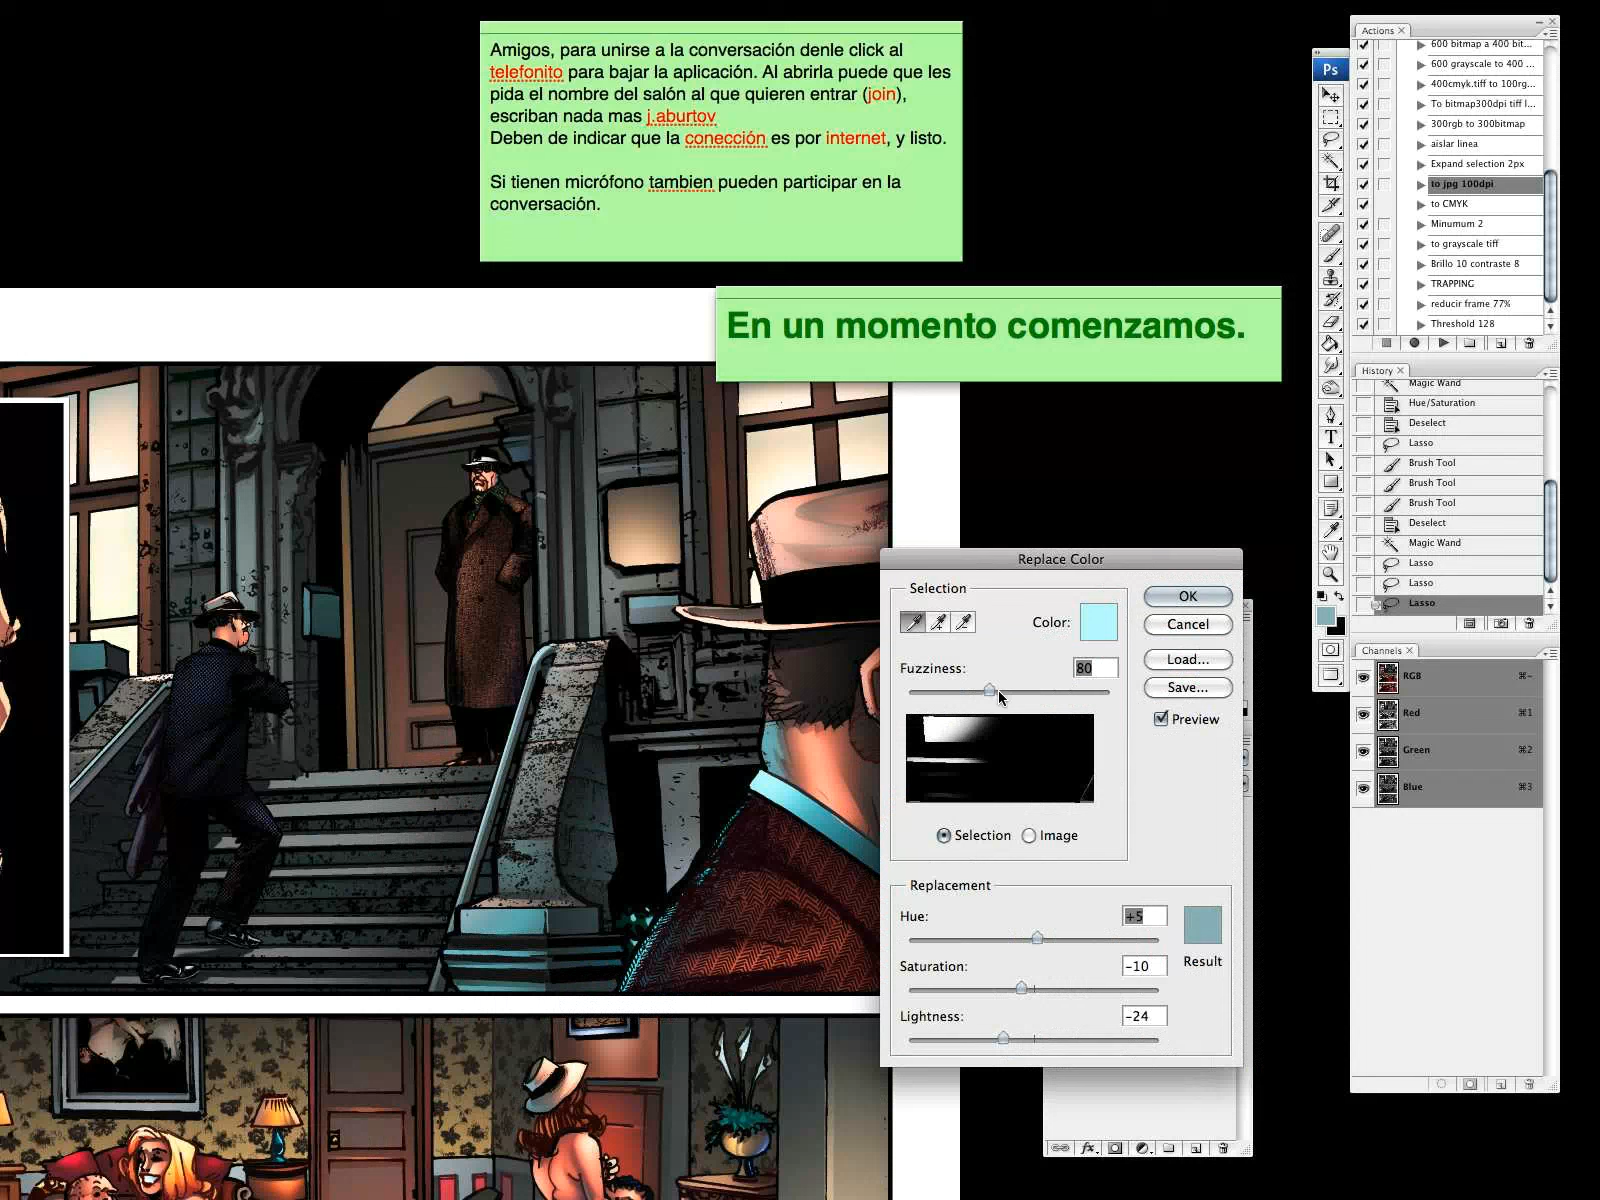 Amigos, para unirse a la conversación denle click al
telefonito para bajar la aplicación. Al abrirla puede que les
pida el nombre del salón al que quieren entrar (join),
escriban nada mas j.aburtov
Deben de indicar que la conección es por internet, y listo.
Si tienen micrófono tambien pueden participar en la
conversación.
En un momento comenzamos.
Replace Color
Selection
Color:
Fuzziness:
80
Selection
Image
OK
Cancel
Load...
Save...
Preview
Replacement
Hue:
+5
Saturation:
-10
Result
Lightness:
-24
Ps
Actions
600 bitmap a 400 bit...
600 grayscale to 400 ...
400cmyk.tiff to 100rg...
To bitmap300dpi tiff l...
300rgb to 300bitmap
aislar linea
Expand selection 2px
to jpg 100dpi
to CMYK
Minumum 2
to grayscale tiff
Brillo 10 contraste 8
TRAPPING
reducir frame 77%
Threshold 128
History
Magic Wand
Hue/Saturation
Deselect
Lasso
Brush Tool
Brush Tool
Brush Tool
Deselect
Magic Wand
Lasso
Lasso
Lasso
Channels
RGB ⌘~
Red ⌘1
Green ⌘2
Blue ⌘3